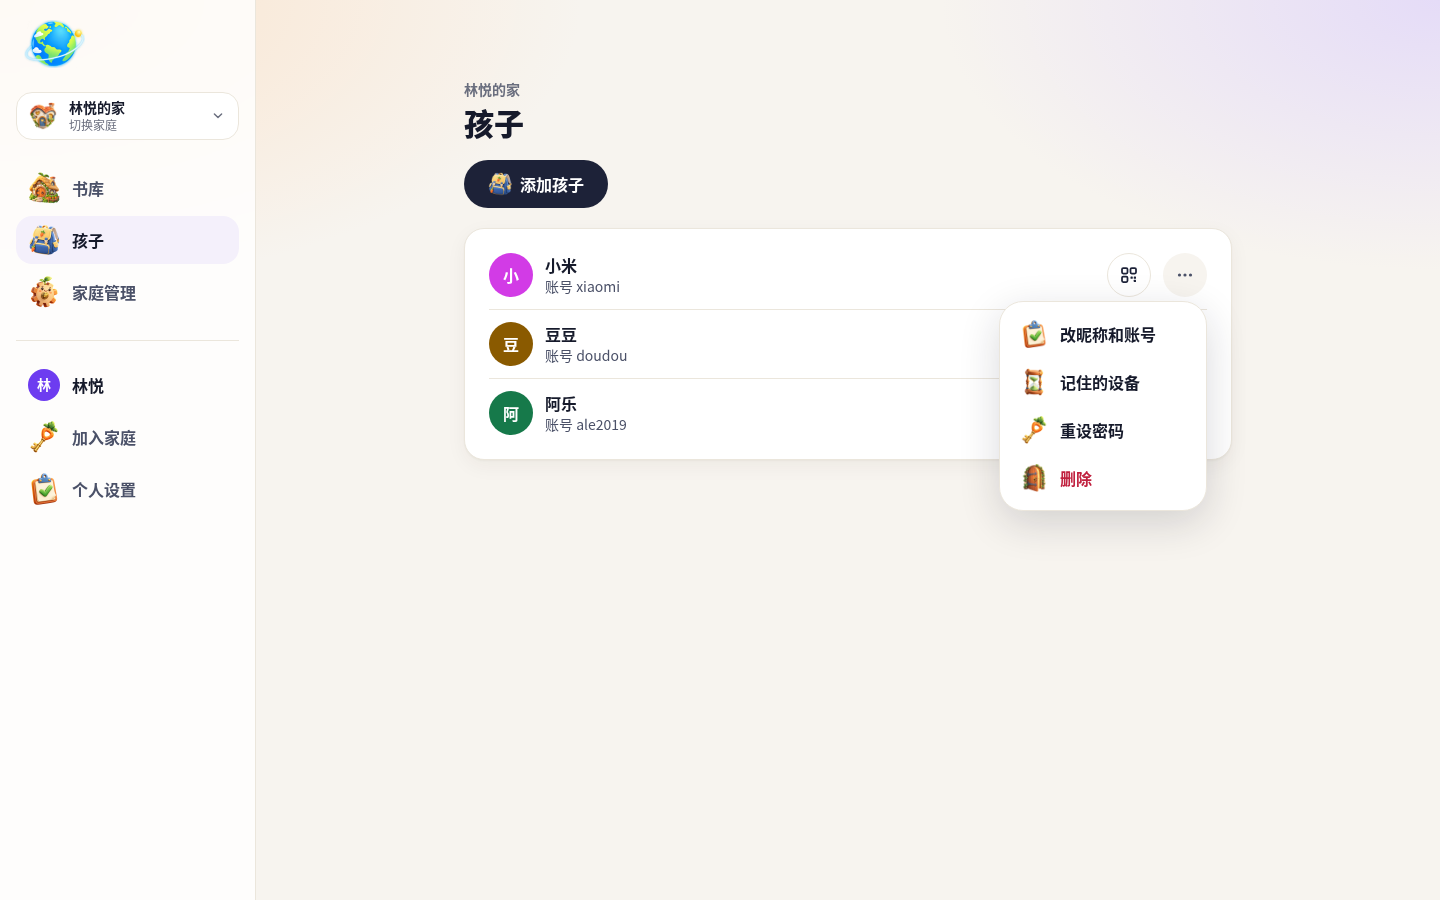 林悦的家
切换家庭
书库
孩子
家庭管理
林
林悦
加入家庭
个人设置
林悦的家
孩子
添加孩子
小
小米
账号 xiaomi
豆
豆豆
账号 doudou
阿
阿乐
账号 ale2019
改昵称和账号
记住的设备
重设密码
删除